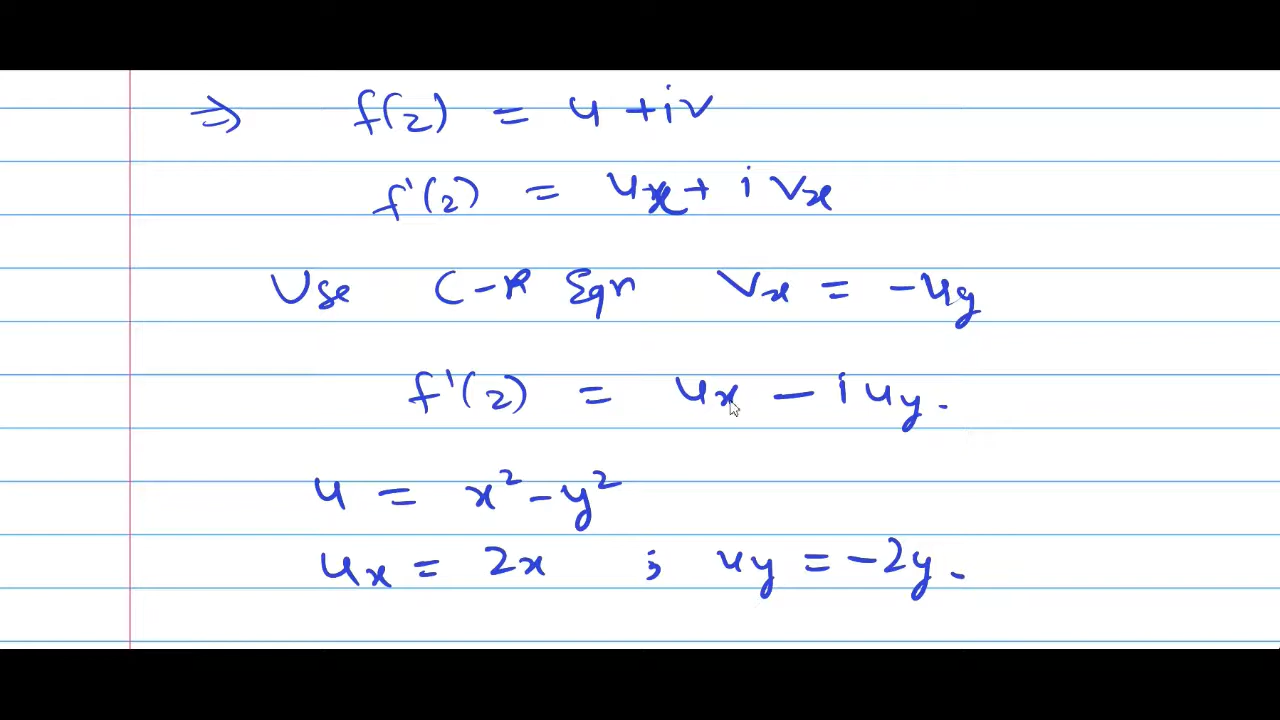 ⇒ f(z) = u + iv
f'(z) = ux + i vx
Use C-R Eqn vx = -uy
f'(z) = ux - i uy.
u = x² - y²
ux = 2x ; uy = -2y.